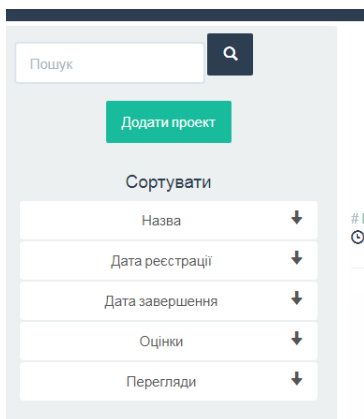 Пошук
Додати проект
Сортувати
Назва
Дата реєстрації
Дата завершення
Оцінки
Перегляди
#